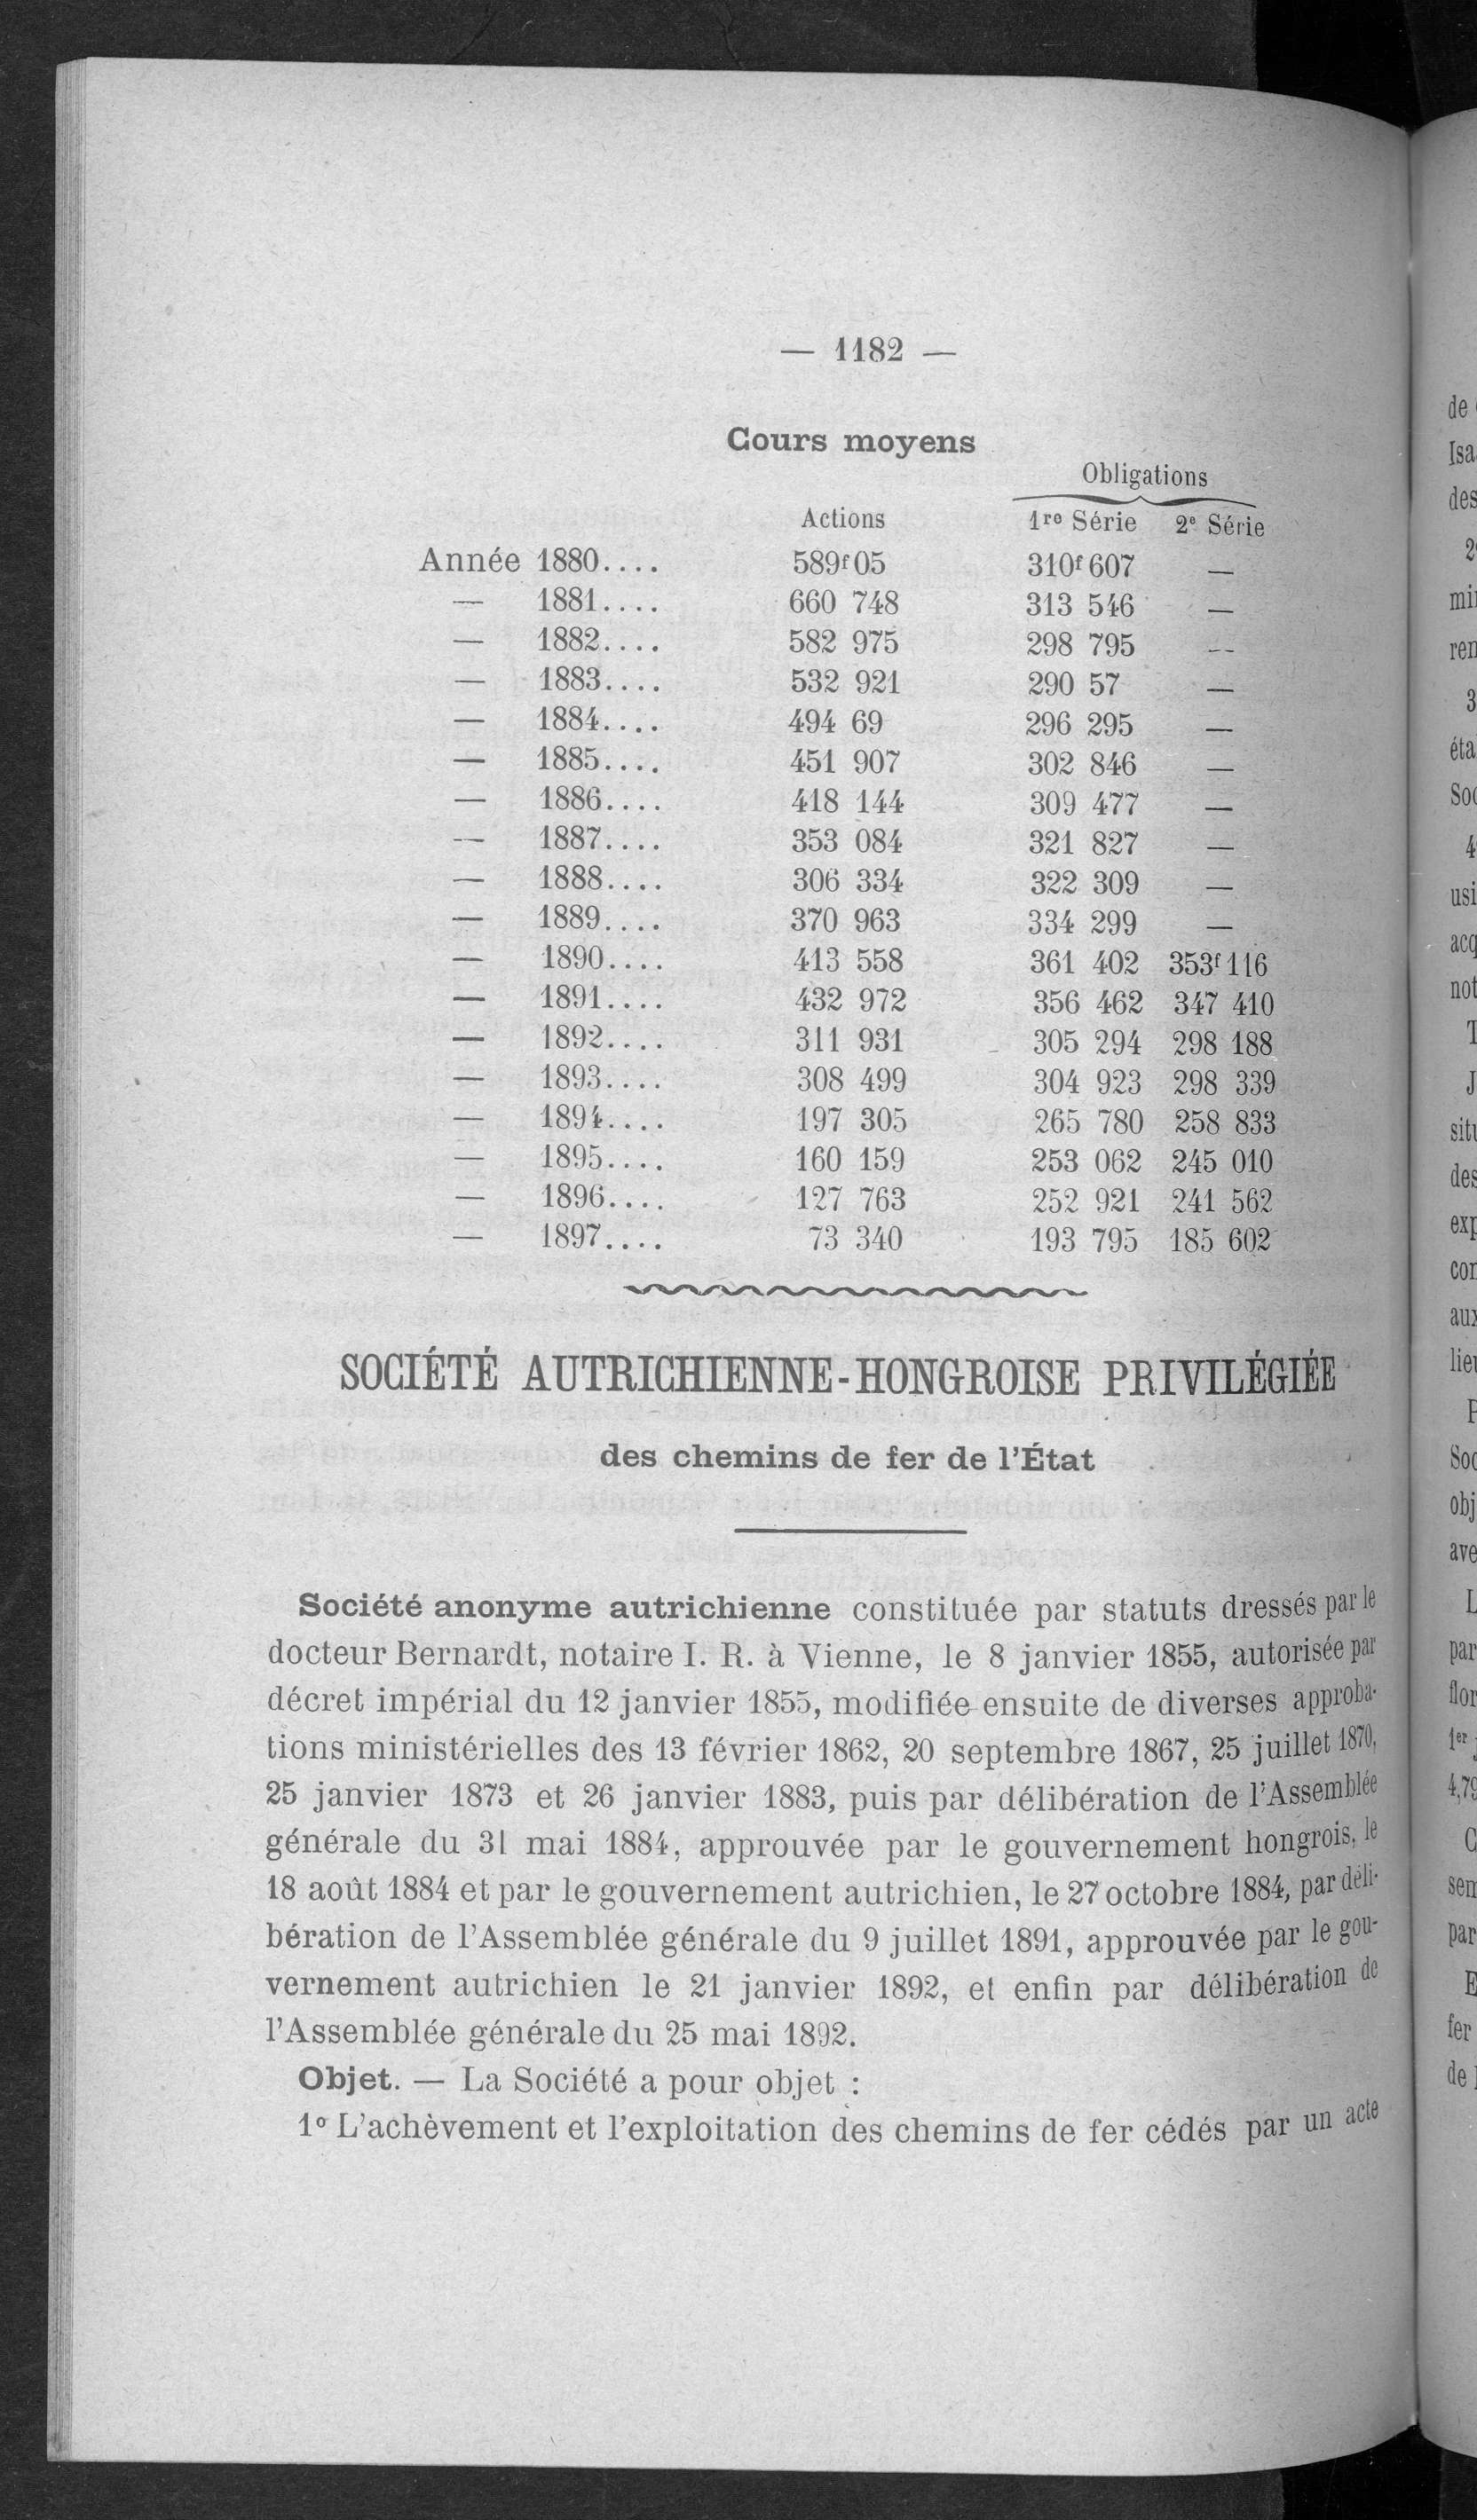 — 1182 —
Cours moyens
Obligations
Actions 1re Série 2e Série
Année 1880.... 589f05 310f607 —
— 1881.... 660 748 313 546 —
— 1882.... 582 975 298 795 —
— 1883.... 532 921 290 57 —
— 1884.... 494 69 296 295 —
— 1885.... 451 907 302 846 —
— 1886.... 418 144 309 477 —
— 1887.... 353 084 321 827 —
— 1888.... 306 334 322 309 —
— 1889.... 370 963 334 299 —
— 1890.... 413 558 361 402 353f116
— 1891.... 432 972 356 462 347 410
— 1892.... 311 931 305 294 298 188
— 1893.... 308 499 304 923 298 339
— 1894.... 197 305 265 780 258 833
— 1895.... 160 159 253 062 245 010
— 1896.... 127 763 252 921 241 562
— 1897.... 73 340 193 795 185 602
SOCIÉTÉ AUTRICHIENNE-HONGROISE PRIVILÉGIÉE
des chemins de fer de l'État
Société anonyme autrichienne constituée par statuts dressés par le
docteur Bernardt, notaire I. R. à Vienne, le 8 janvier 1855, autorisée par
décret impérial du 12 janvier 1855, modifiée ensuite de diverses approba-
tions ministérielles des 13 février 1862, 20 septembre 1867, 25 juillet 1870,
25 janvier 1873 et 26 janvier 1883, puis par délibération de l'Assemblée
générale du 31 mai 1884, approuvée par le gouvernement hongrois, le
18 août 1884 et par le gouvernement autrichien, le 27 octobre 1884, par déli-
bération de l'Assemblée générale du 9 juillet 1891, approuvée par le gou-
vernement autrichien le 21 janvier 1892, et enfin par délibération de
l'Assemblée générale du 25 mai 1892.
Objet. — La Société a pour objet :
1º L'achèvement et l'exploitation des chemins de fer cédés par un acte